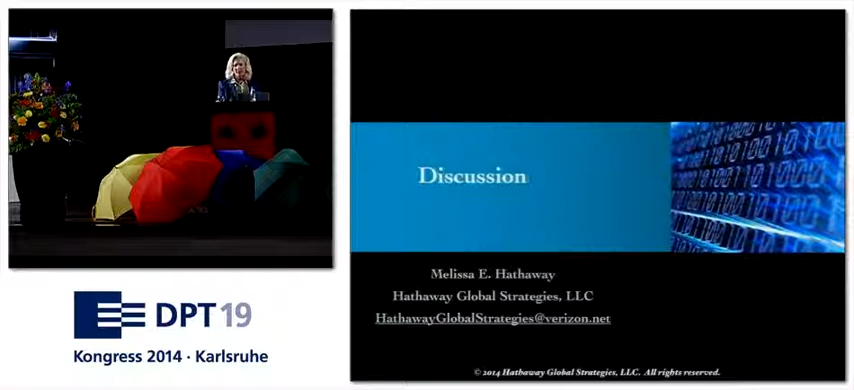 DPT 19
Kongress 2014 · Karlsruhe
Discussion
Melissa E. Hathaway
Hathaway Global Strategies, LLC
HathawayGlobalStrategies@verizon.net
© 2014 Hathaway Global Strategies, LLC. All rights reserved.